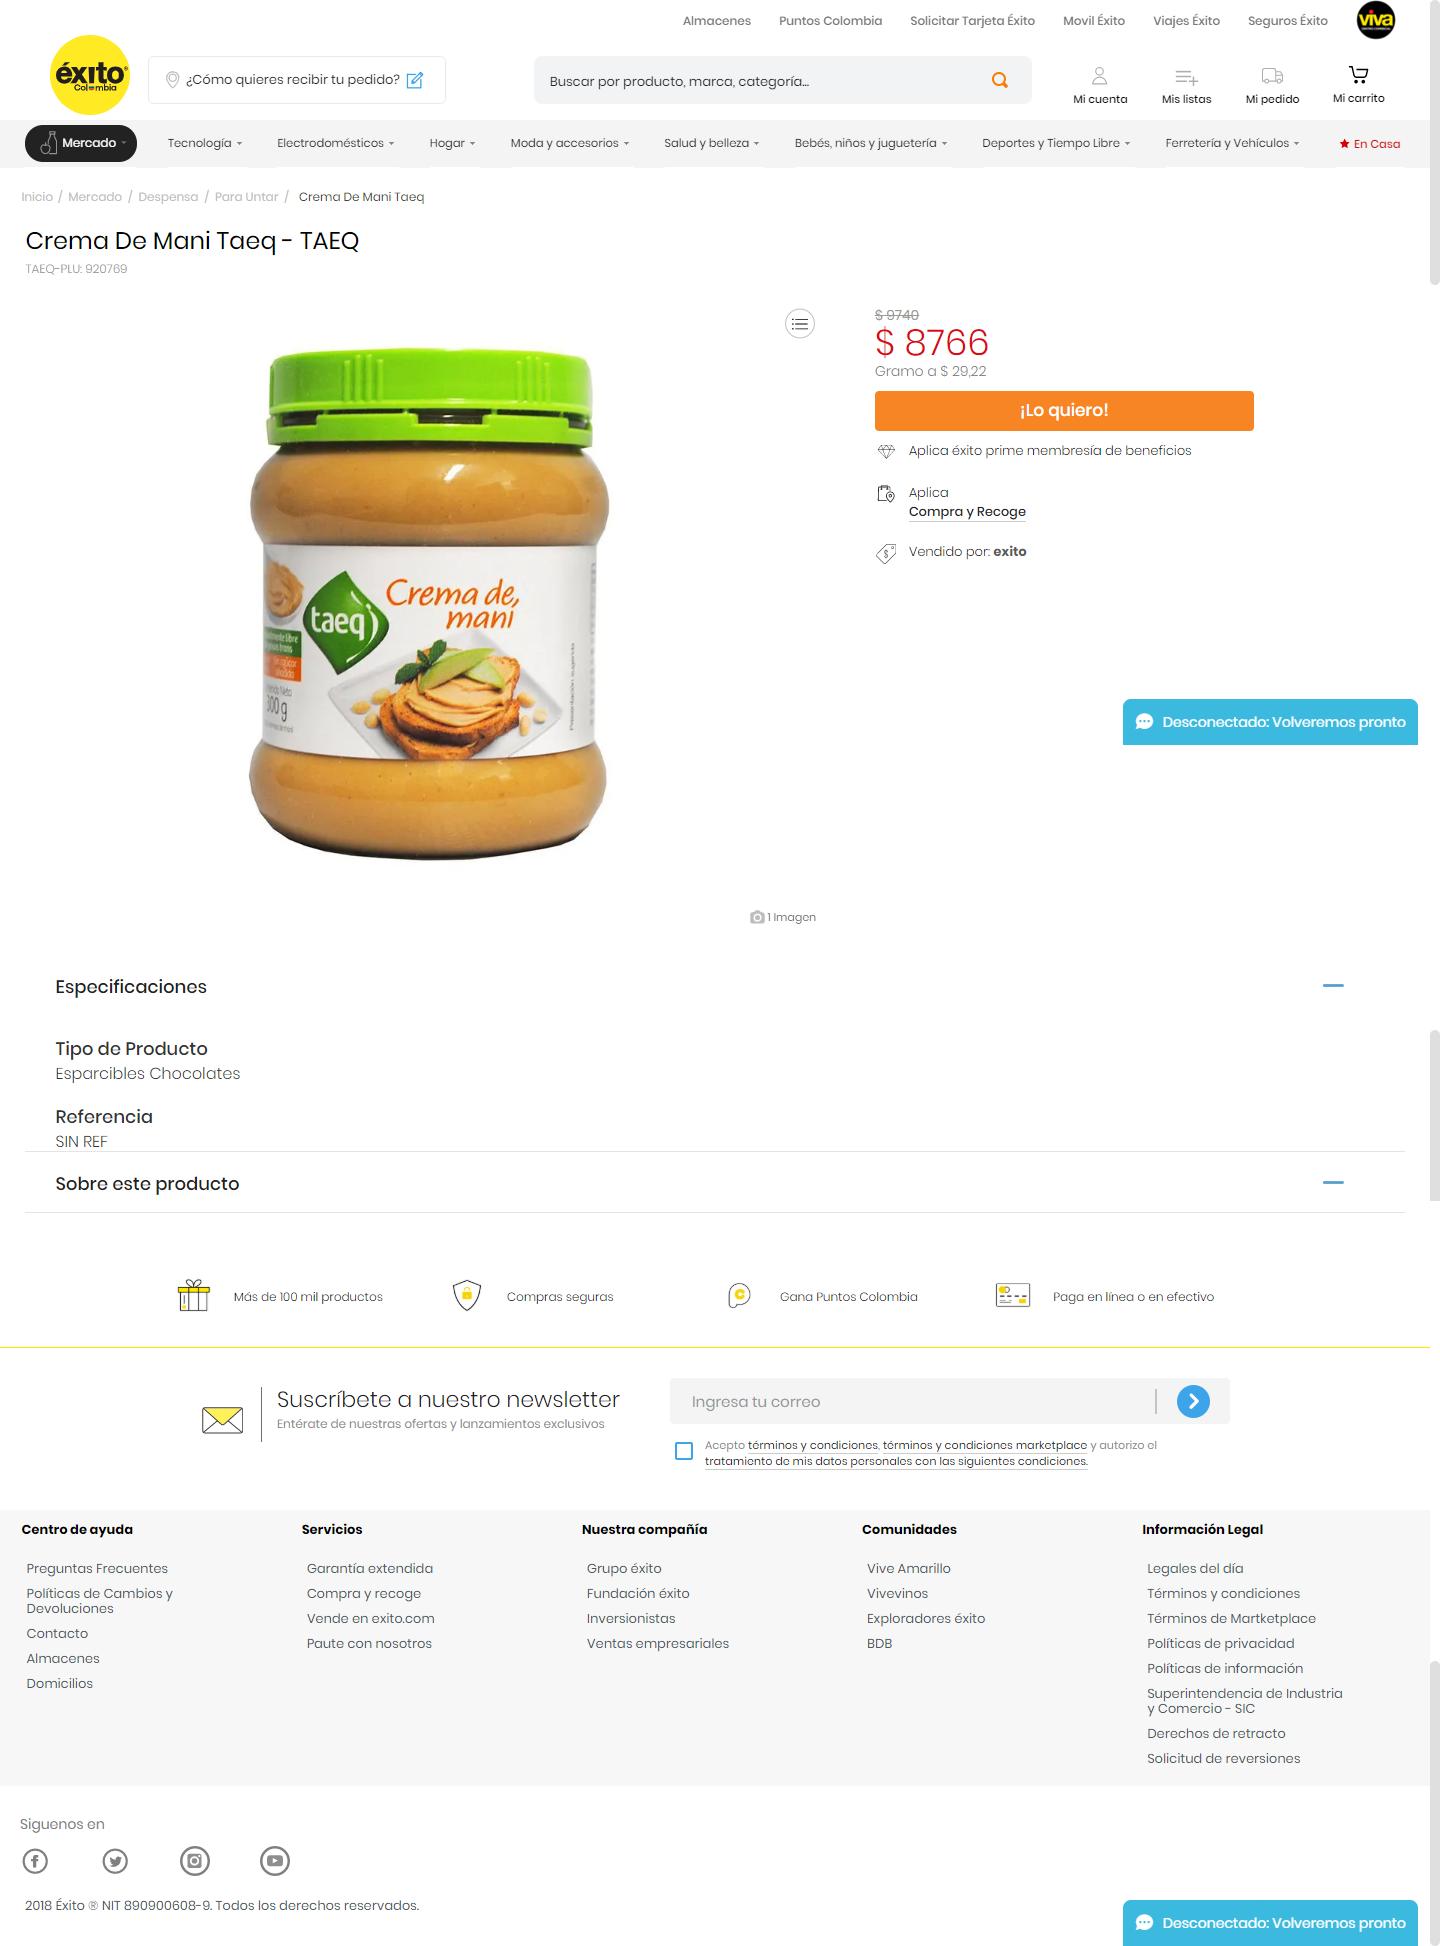 Almacenes Puntos Colombia Solicitar Tarjeta Éxito Movil Éxito Viajes Éxito Seguros Éxito viva
éxito
Colombia
¿Cómo quieres recibir tu pedido?
Buscar por producto, marca, categoría...
Mi cuenta Mis listas Mi pedido Mi carrito
Mercado Tecnología Electrodomésticos Hogar Moda y accesorios Salud y belleza Bebés, niños y juguetería Deportes y Tiempo Libre Ferretería y Vehículos En Casa
Inicio / Mercado / Despensa / Para Untar / Crema De Mani Taeq
Crema De Mani Taeq - TAEQ
TAEQ-PLU: 920769
$ 9740
$ 8766
Gramo a $ 29,22
¡Lo quiero!
Aplica éxito prime membresía de beneficios
Aplica
Compra y Recoge
Vendido por: exito
taeq
Crema de
mani
300 g
Desconectado: Volveremos pronto
1 Imagen
Especificaciones
Tipo de Producto
Esparcibles Chocolates
Referencia
SIN REF
Sobre este producto
Más de 100 mil productos Compras seguras Gana Puntos Colombia Paga en línea o en efectivo
Suscríbete a nuestro newsletter
Entérate de nuestras ofertas y lanzamientos exclusivos
Ingresa tu correo
Acepto términos y condiciones, términos y condiciones marketplace y autorizo el
tratamiento de mis datos personales con las siguientes condiciones.
Centro de ayuda
Preguntas Frecuentes
Políticas de Cambios y
Devoluciones
Contacto
Almacenes
Domicilios
Servicios
Garantía extendida
Compra y recoge
Vende en exito.com
Paute con nosotros
Nuestra compañía
Grupo éxito
Fundación éxito
Inversionistas
Ventas empresariales
Comunidades
Vive Amarillo
Vivevinos
Exploradores éxito
BDB
Información Legal
Legales del día
Términos y condiciones
Términos de Martketplace
Políticas de privacidad
Políticas de información
Superintendencia de Industria
y Comercio - SIC
Derechos de retracto
Solicitud de reversiones
Siguenos en
2018 Éxito ® NIT 890900608-9. Todos los derechos reservados.
Desconectado: Volveremos pronto